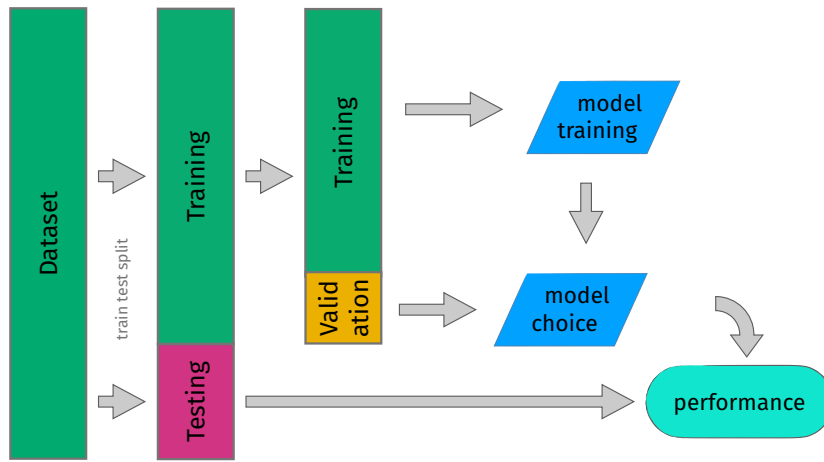 Dataset
train test split
Training
Testing
Training
Valid
ation
model
training
model
choice
performance